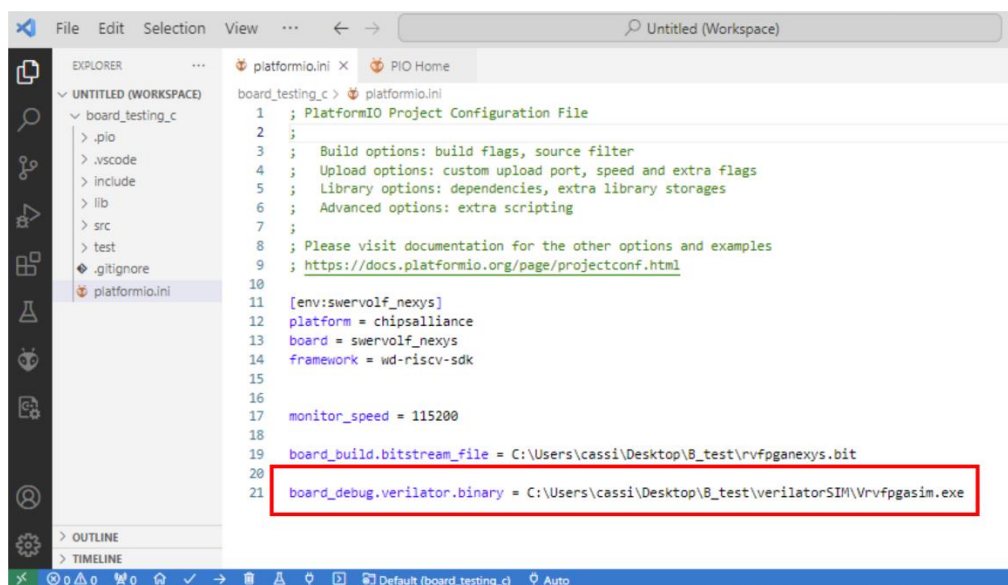 File Edit Selection View ··· ← → Untitled (Workspace)
EXPLORER ···
UNTITLED (WORKSPACE)
board_testing_c
.pio
.vscode
include
lib
src
test
.gitignore
platformio.ini
OUTLINE
TIMELINE
platformio.ini × PIO Home
board_testing_c > platformio.ini
1 ; PlatformIO Project Configuration File
2 ;
3 ; Build options: build flags, source filter
4 ; Upload options: custom upload port, speed and extra flags
5 ; Library options: dependencies, extra library storages
6 ; Advanced options: extra scripting
7 ;
8 ; Please visit documentation for the other options and examples
9 ; https://docs.platformio.org/page/projectconf.html
10
11 [env:swervolf_nexys]
12 platform = chipsalliance
13 board = swervolf_nexys
14 framework = wd-riscv-sdk
15
16
17 monitor_speed = 115200
18
19 board_build.bitstream_file = C:\Users\cassi\Desktop\B_test\rvfpganexys.bit
20
21 board_debug.verilator.binary = C:\Users\cassi\Desktop\B_test\verilatorSIM\Vrvfpgasim.exe
0 0 0 Default (board_testing_c) Auto